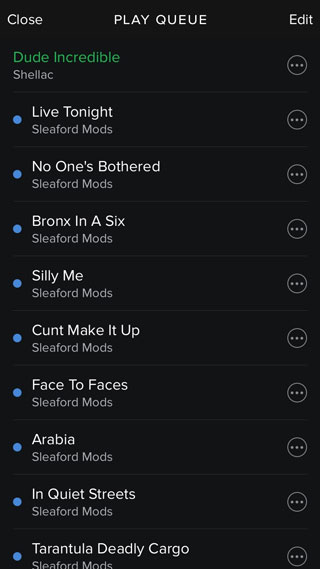 Close PLAY QUEUE Edit
Dude Incredible
Shellac
Live Tonight
Sleaford Mods
No One's Bothered
Sleaford Mods
Bronx In A Six
Sleaford Mods
Silly Me
Sleaford Mods
Cunt Make It Up
Sleaford Mods
Face To Faces
Sleaford Mods
Arabia
Sleaford Mods
In Quiet Streets
Sleaford Mods
Tarantula Deadly Cargo
Sleaford Mods